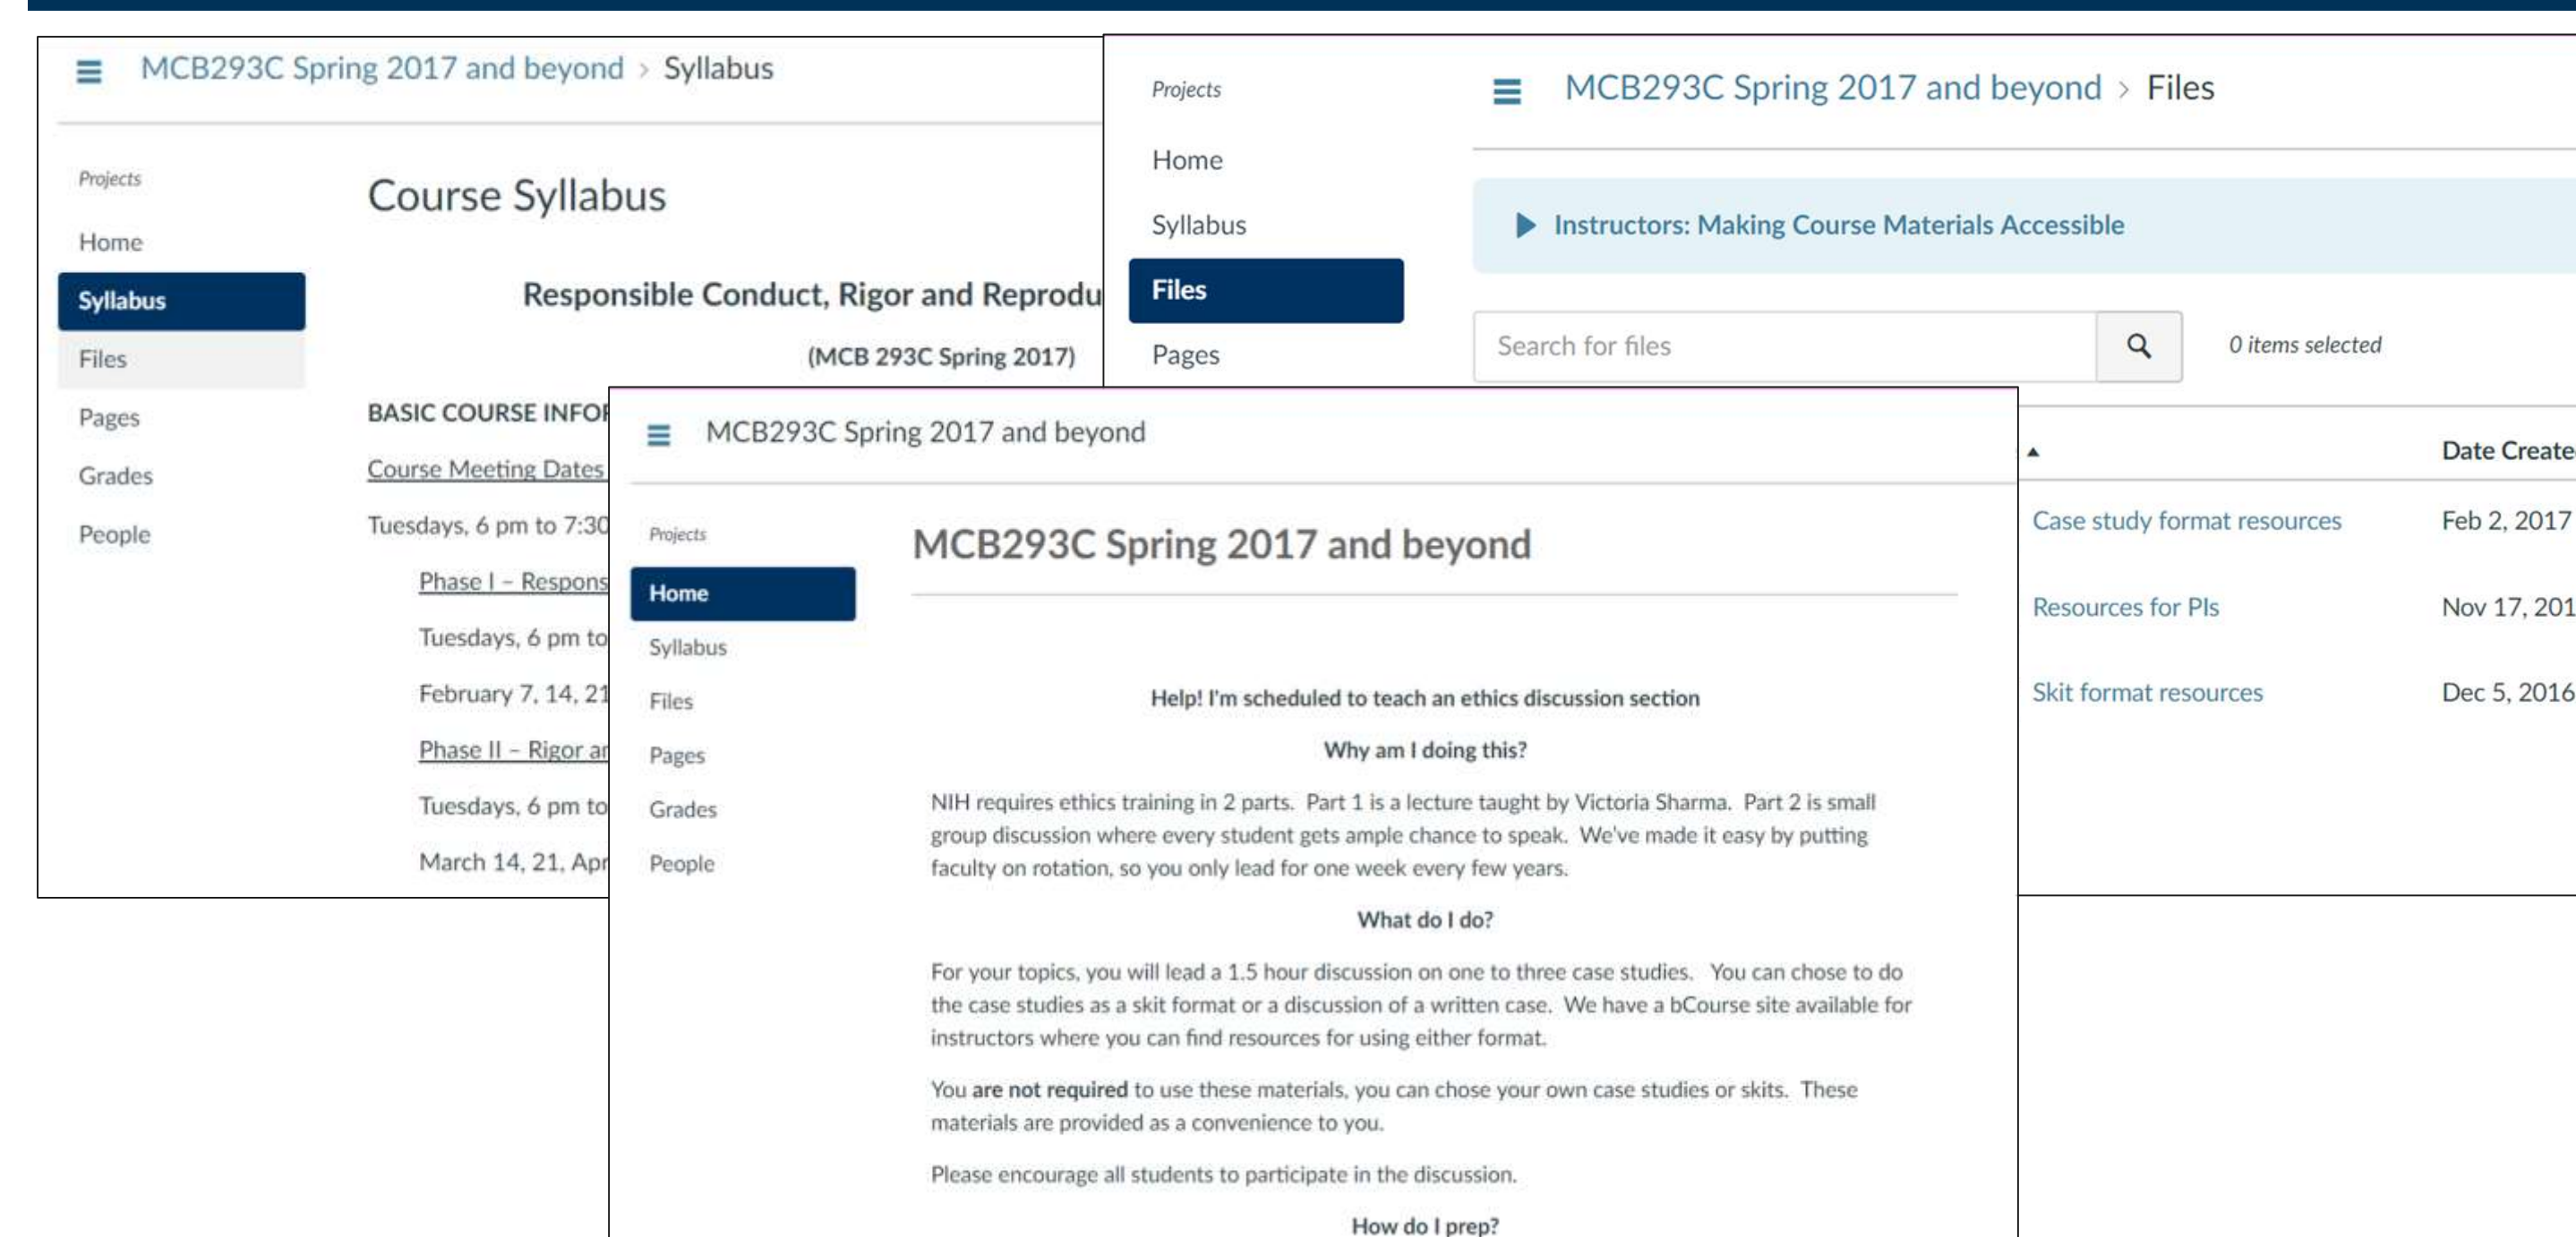 MCB293C Spring 2017 and beyond > Syllabus
Projects
Home
Syllabus
Files
Pages
Grades
People
Course Syllabus
Responsible Conduct, Rigor and
(MCB 293C Spring 2017)
BASIC COURSE
Course Meeting Dates
Tuesdays, 6 pm to 7:30
Phase I –
Tuesdays, 6 pm to
February 7, 14, 21
Phase II – Rigor
Tuesdays, 6 pm to
March 14, 21,
Projects
Home
Syllabus
Files
Pages
MCB293C Spring 2017 and beyond > Files
Instructors: Making Course Materials Accessible
Search for files
0 items selected
Date
Case study format resources Feb 2, 2017
Resources for PIs Nov 17,
Skit format resources Dec 5, 2016
MCB293C Spring 2017 and beyond
Projects
Home
Syllabus
Files
Pages
Grades
People
MCB293C Spring 2017 and beyond
Help! I'm scheduled to teach an ethics discussion section
Why am I doing this?
NIH requires ethics training in 2 parts. Part 1 is a lecture taught by Victoria Sharma. Part 2 is small
group discussion where every student gets ample chance to speak. We've made it easy by putting
faculty on rotation, so you only lead for one week every few years.
What do I do?
For your topics, you will lead a 1.5 hour discussion on one to three case studies. You can chose to do
the case studies as a skit format or a discussion of a written case. We have a bCourse site available for
instructors where you can find resources for using either format.
You are not required to use these materials, you can chose your own case studies or skits. These
materials are provided as a convenience to you.
Please encourage all students to participate in the discussion.
How do I prep?